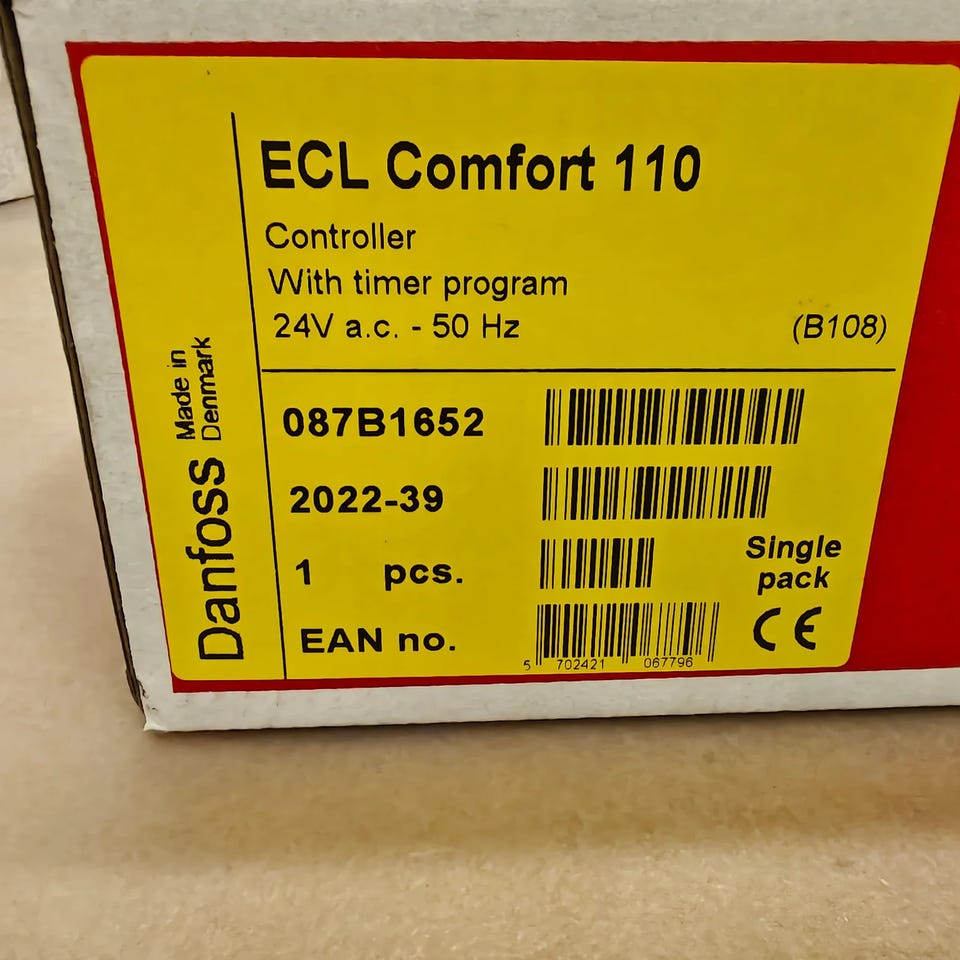 ECL Comfort 110
Controller
With timer program
24V a.c. - 50 Hz (B108)
Danfoss
Made in
Denmark
087B1652
2022-39
1 pcs.
Single
pack
EAN no.
5 702421 067796
CE